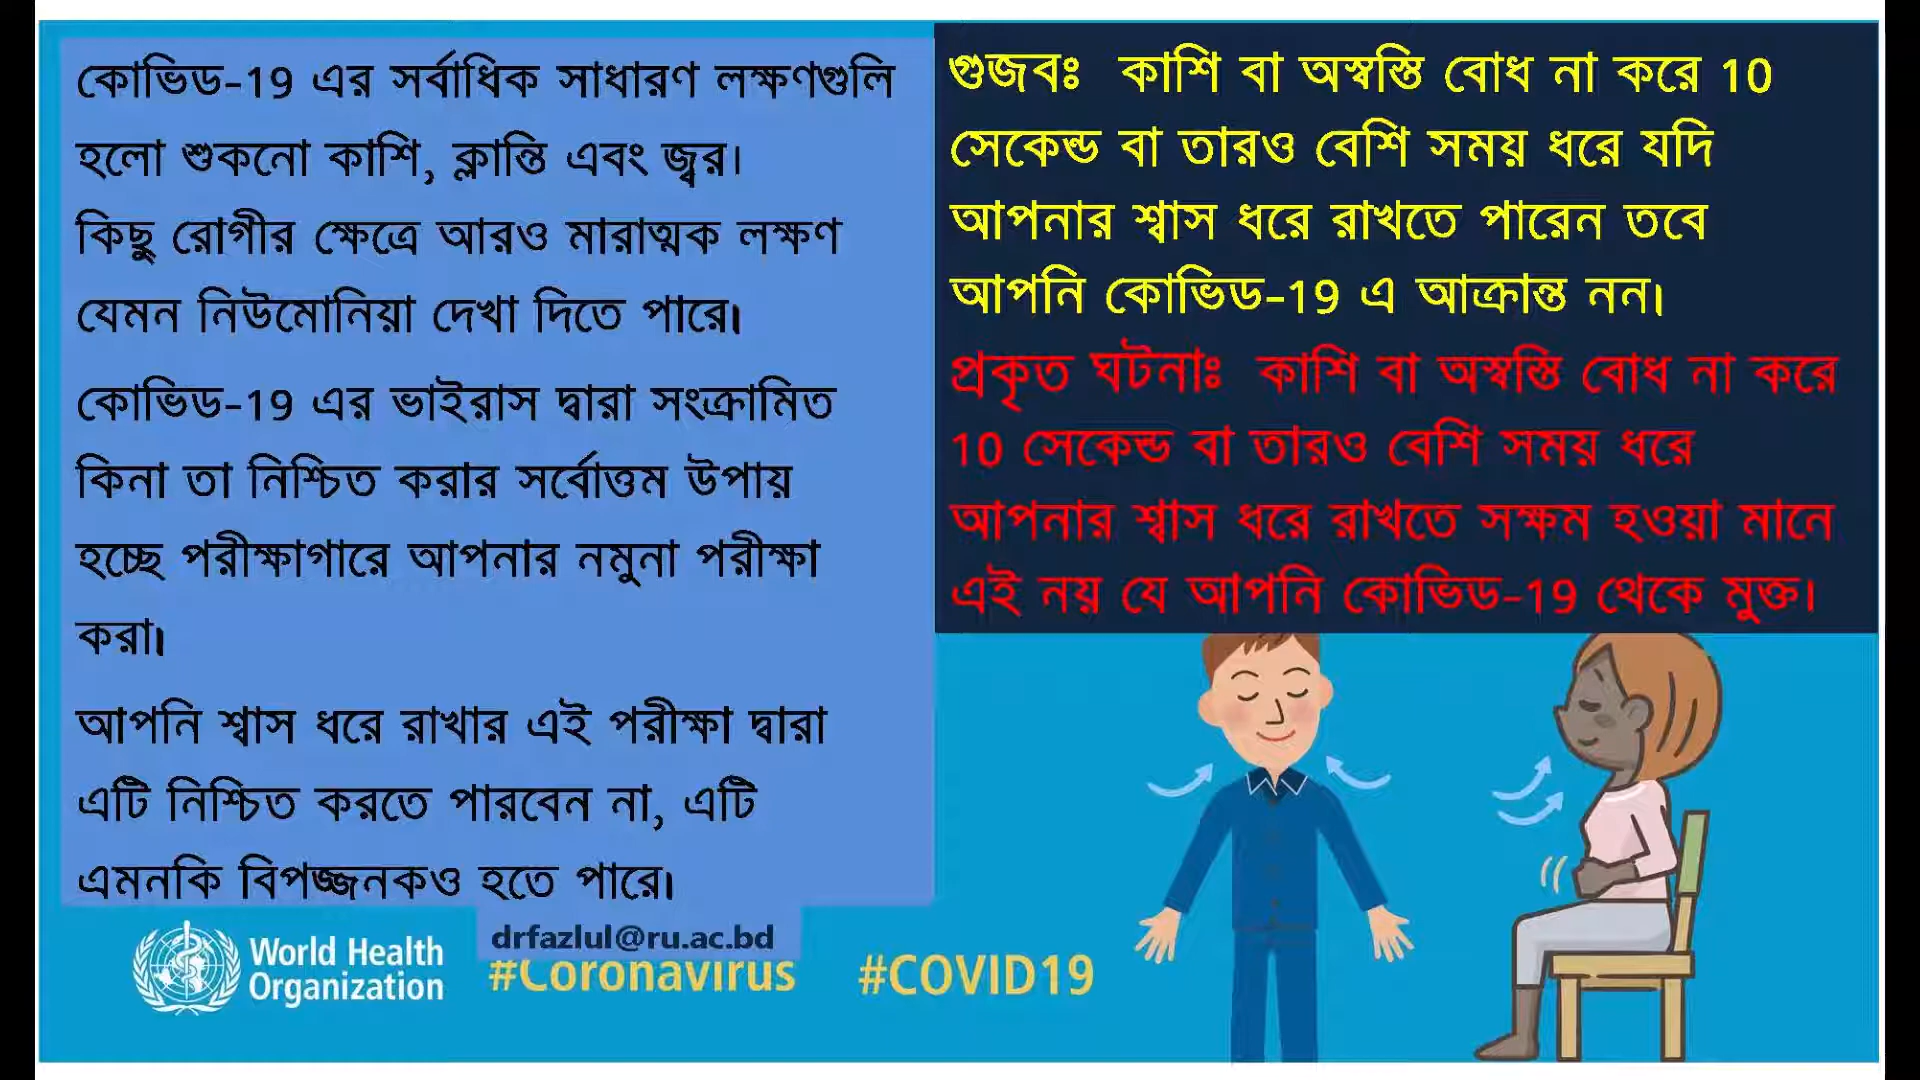 কোভিড-19 এর সর্বাধিক সাধারণ লক্ষণগুলি
হলো শুকনো কাশি, ক্লান্তি এবং জ্বর।
কিছু রোগীর ক্ষেত্রে আরও মারাত্মক লক্ষণ
যেমন নিউমোনিয়া দেখা দিতে পারে।
কোভিড-19 এর ভাইরাস দ্বারা সংক্রামিত
কিনা তা নিশ্চিত করার সর্বোত্তম উপায়
হচ্ছে পরীক্ষাগারে আপনার নমুনা পরীক্ষা
করা।
আপনি শ্বাস ধরে রাখার এই পরীক্ষা দ্বারা
এটি নিশ্চিত করতে পারবেন না, এটি
এমনকি বিপজ্জনকও হতে পারে।
গুজবঃ কাশি বা অস্বস্তি বোধ না করে 10
সেকেন্ড বা তারও বেশি সময় ধরে যদি
আপনার শ্বাস ধরে রাখতে পারেন তবে
আপনি কোভিড-19 এ আক্রান্ত নন।
প্রকৃত ঘটনাঃ কাশি বা অস্বস্তি বোধ না করে
10 সেকেন্ড বা তারও বেশি সময় ধরে
আপনার শ্বাস ধরে রাখতে সক্ষম হওয়া মানে
এই নয় যে আপনি কোভিড-19 থেকে মুক্ত।
World Health
Organization
drfazlul@ru.ac.bd
#Coronavirus
#COVID19